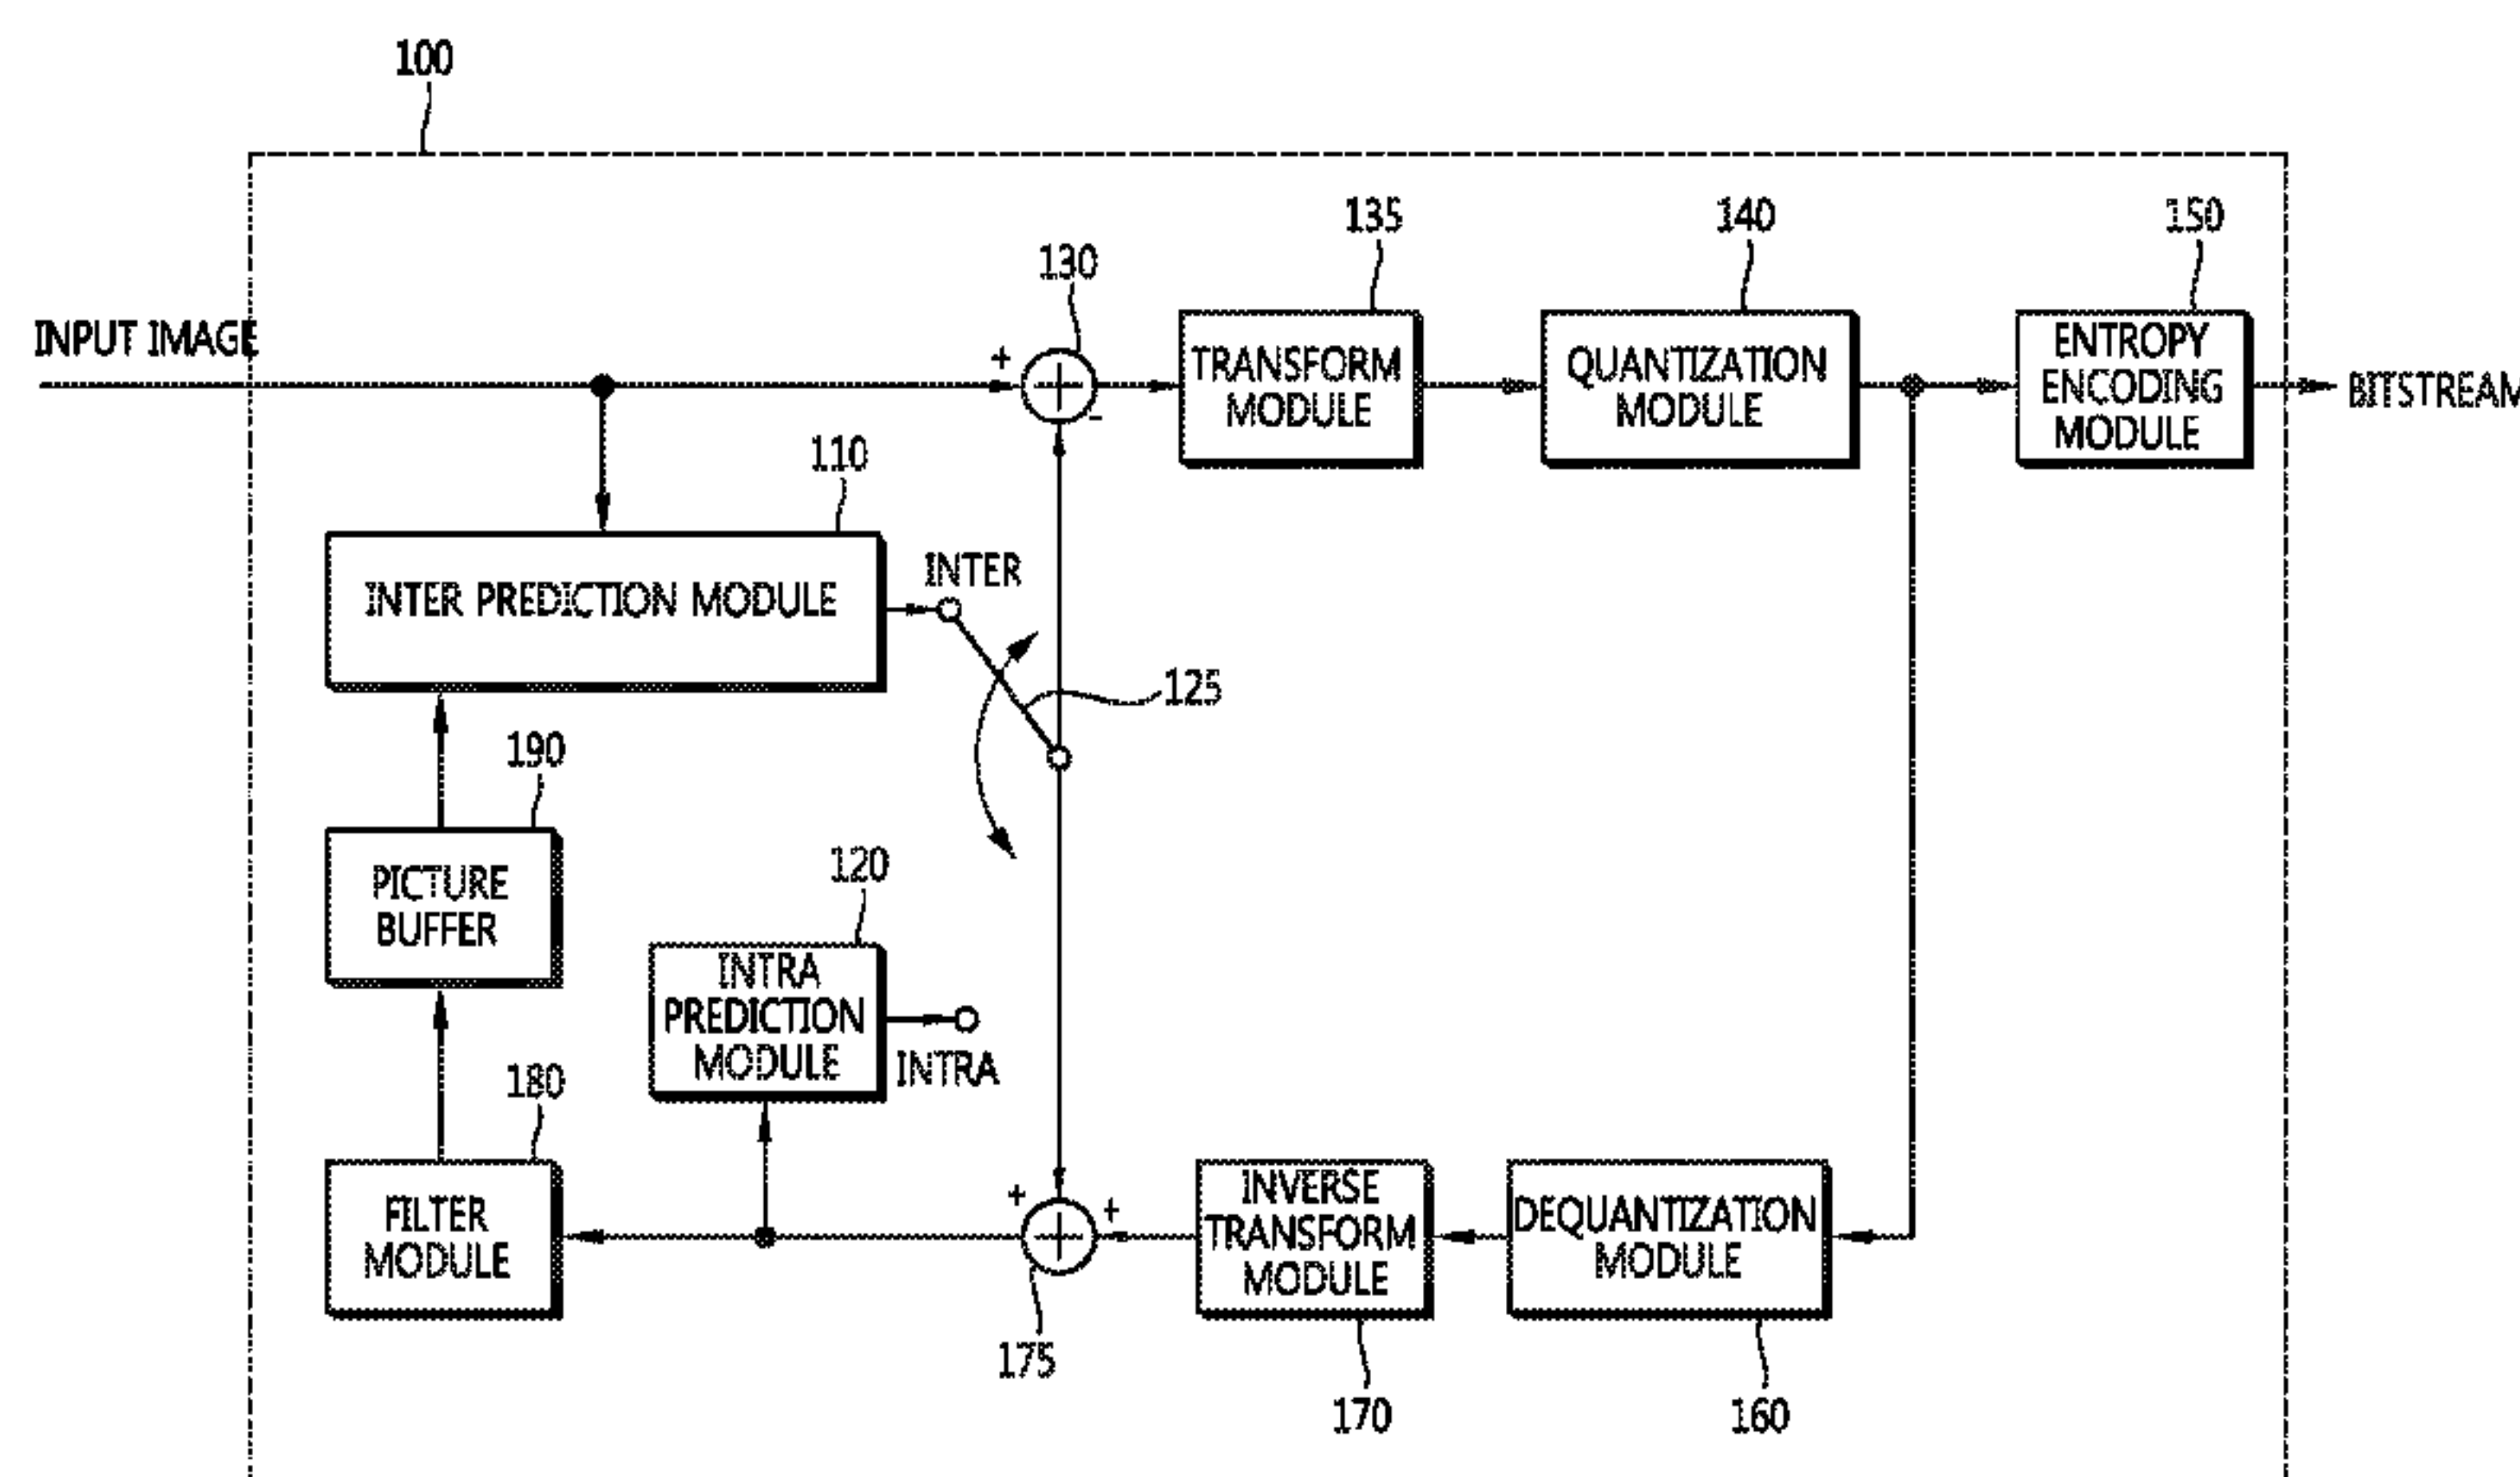 100
135
140
150
130
INPUT IMAGE
+
-
TRANSFORM
MODULE
QUANTIZATION
MODULE
ENTROPY
ENCODING
MODULE
BITSTREAM
110
INTER PREDICTION MODULE
INTER
125
190
PICTURE
BUFFER
120
INTRA
PREDICTION
MODULE
INTRA
180
FILTER
MODULE
+
+
INVERSE
TRANSFORM
MODULE
DEQUANTIZATION
MODULE
175
170
160